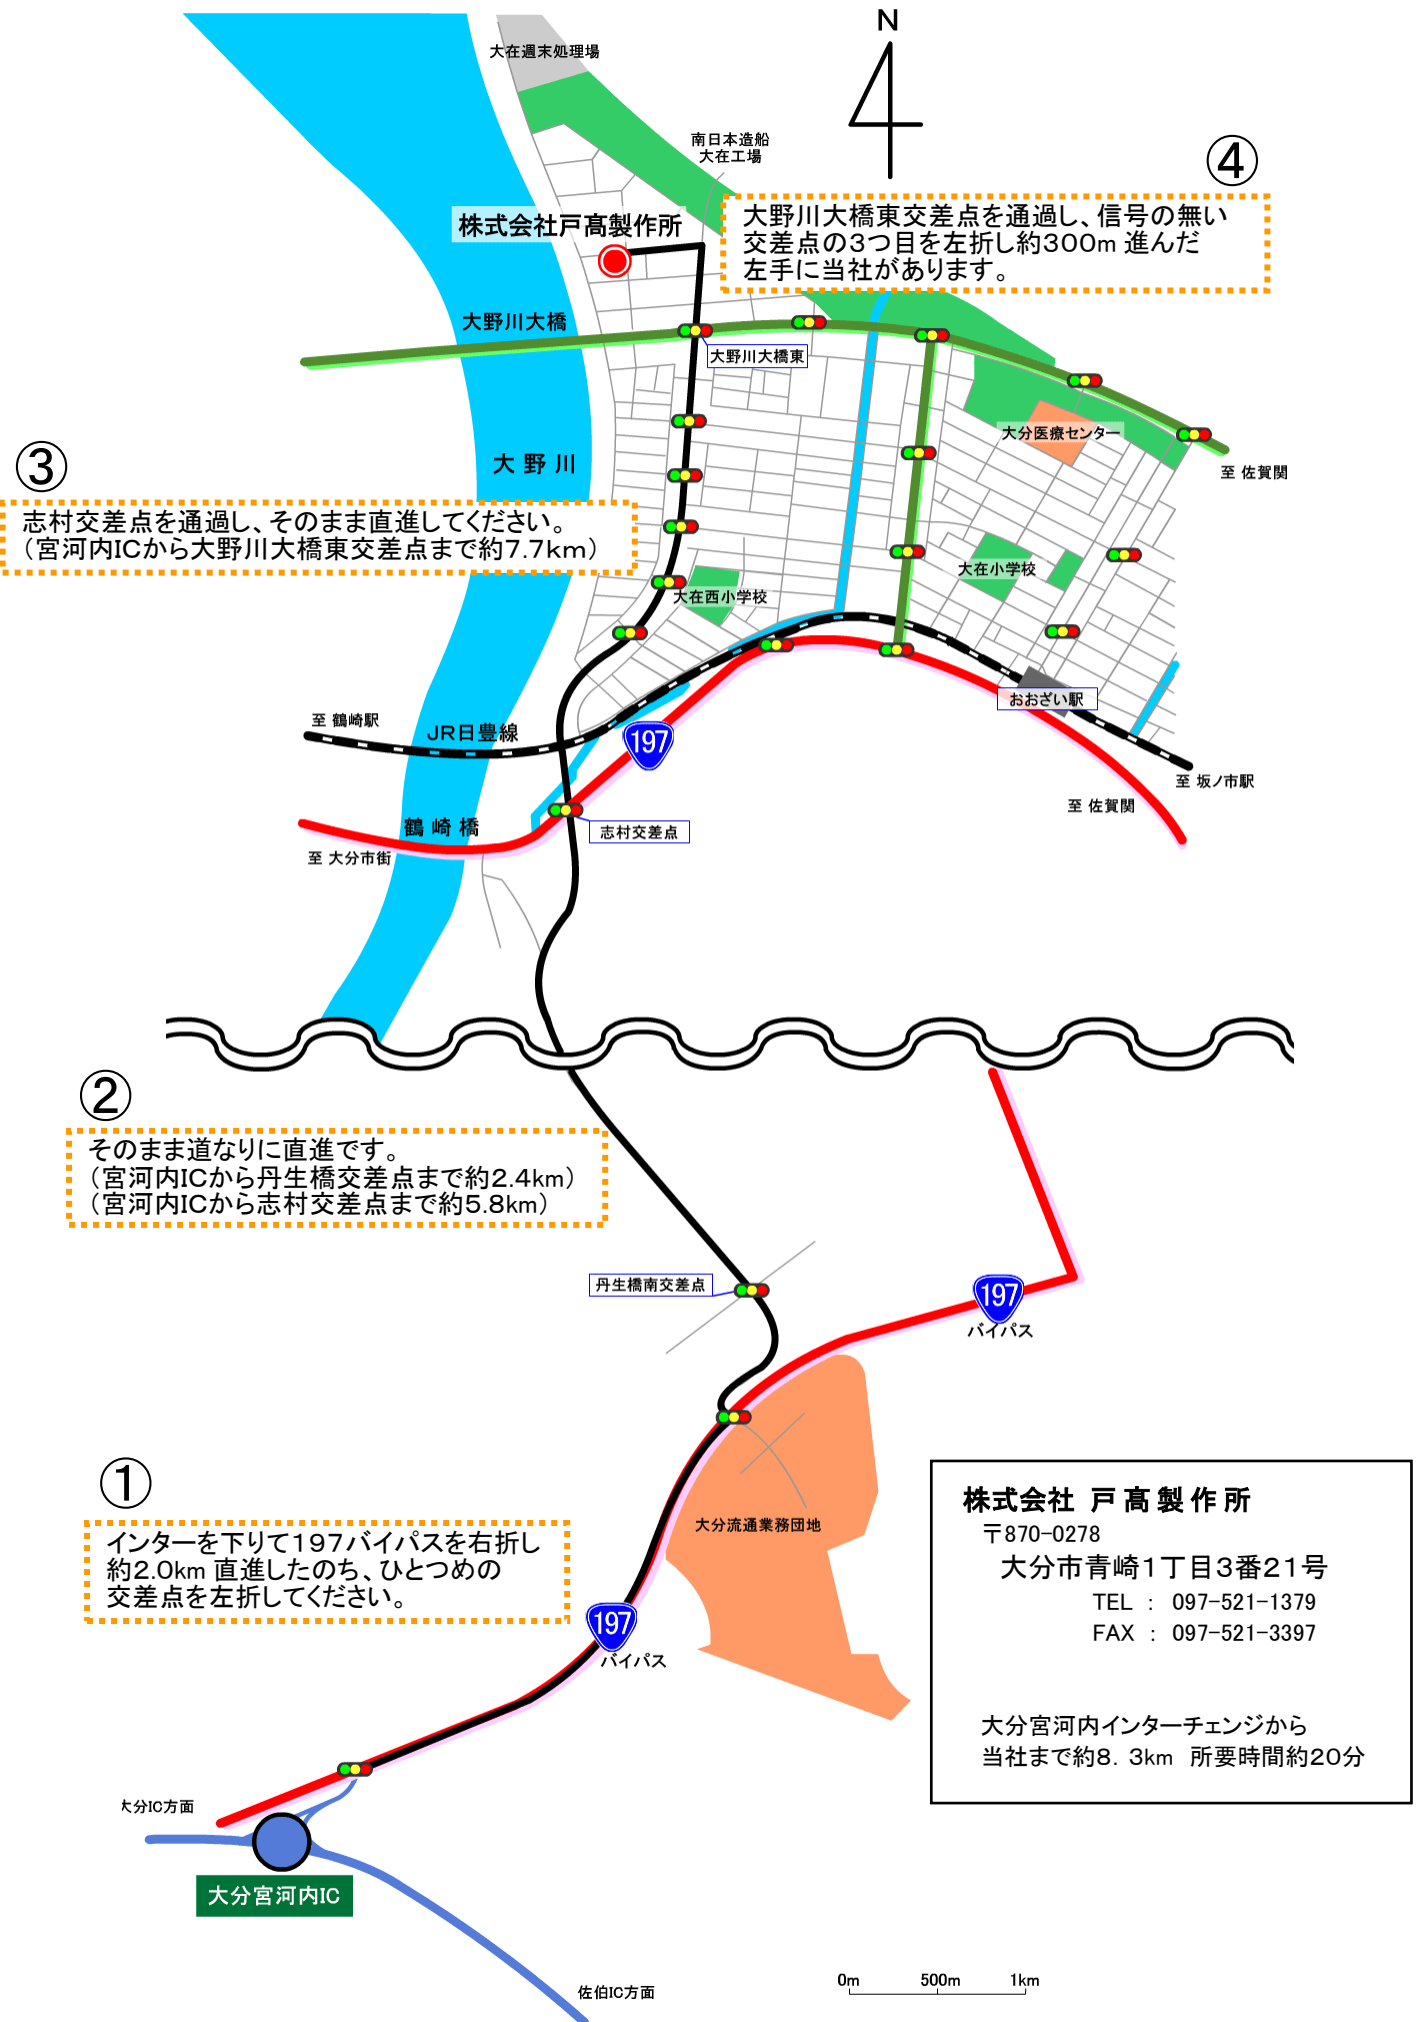 N
大在週末処理場
南日本造船
大在工場
④
大野川大橋東交差点を通過し、信号の無い
交差点の3つ目を左折し約300m 進んだ
左手に当社があります。
株式会社戸髙製作所
大野川大橋
大野川大橋東
大分医療センター
至 佐賀関
大 野 川
③
志村交差点を通過し、そのまま直進してください。
（宮河内ICから大野川大橋東交差点まで約7.7km）
大在小学校
大在西小学校
おおざい駅
至 鶴崎駅
JR日豊線
197
至 坂ノ市駅
至 佐賀関
鶴 崎 橋
志村交差点
至 大分市街
②
そのまま道なりに直進です。
（宮河内ICから丹生橋交差点まで約2.4km）
（宮河内ICから志村交差点まで約5.8km）
丹生橋南交差点
197
バイパス
①
インターを下りて197バイパスを右折し
約2.0km 直進したのち、ひとつめの
交差点を左折してください。
大分流通業務団地
197
バイパス
株式会社 戸髙製作所
〒870-0278
大分市青崎1丁目3番21号
TEL ： 097-521-1379
FAX ： 097-521-3397
大分宮河内インターチェンジから
当社まで約8．3km 所要時間約20分
大分IC方面
大分宮河内IC
佐伯IC方面
0m 500m 1km